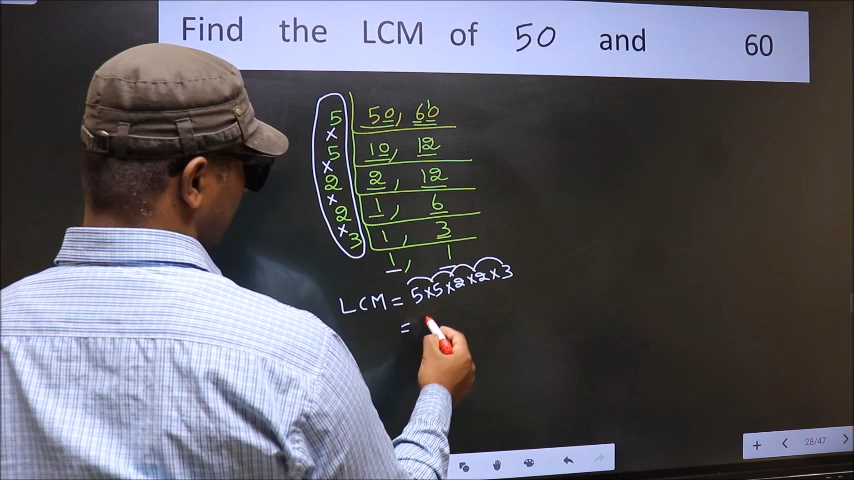 Find the LCM of 50 and 60
5 50, 60
×
5 10, 12
×
2 2, 12
×
2 1, 6
×
3 1, 3
1, 1
LCM = 5×5×2×2×3
=
28/47